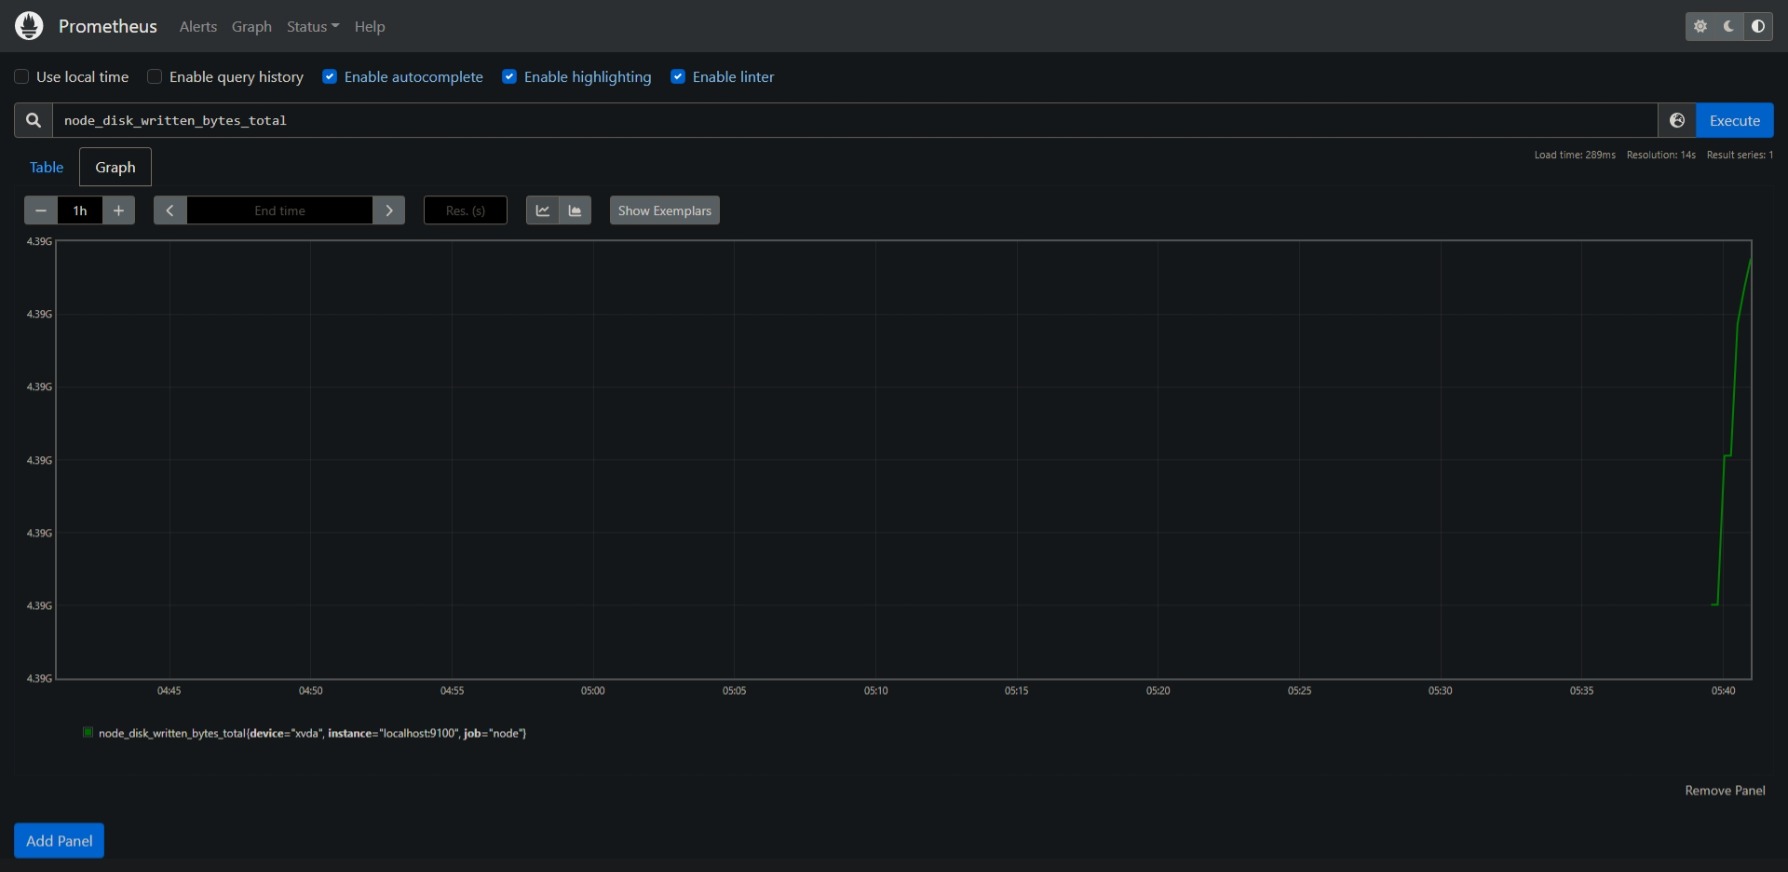 Prometheus Alerts Graph Status Help
Use local time Enable query history Enable autocomplete Enable highlighting Enable linter
node_disk_written_bytes_total Execute
Table Graph Load time: 289ms Resolution: 14s Result series: 1
1h End time Res. (s) Show Exemplars
4.39G
4.39G
4.39G
4.39G
4.39G
4.39G
4.39G
04:45 04:50 04:55 05:00 05:05 05:10 05:15 05:20 05:25 05:30 05:35 05:40
node_disk_written_bytes_total{device="xvda", instance="localhost:9100", job="node"}
Remove Panel
Add Panel